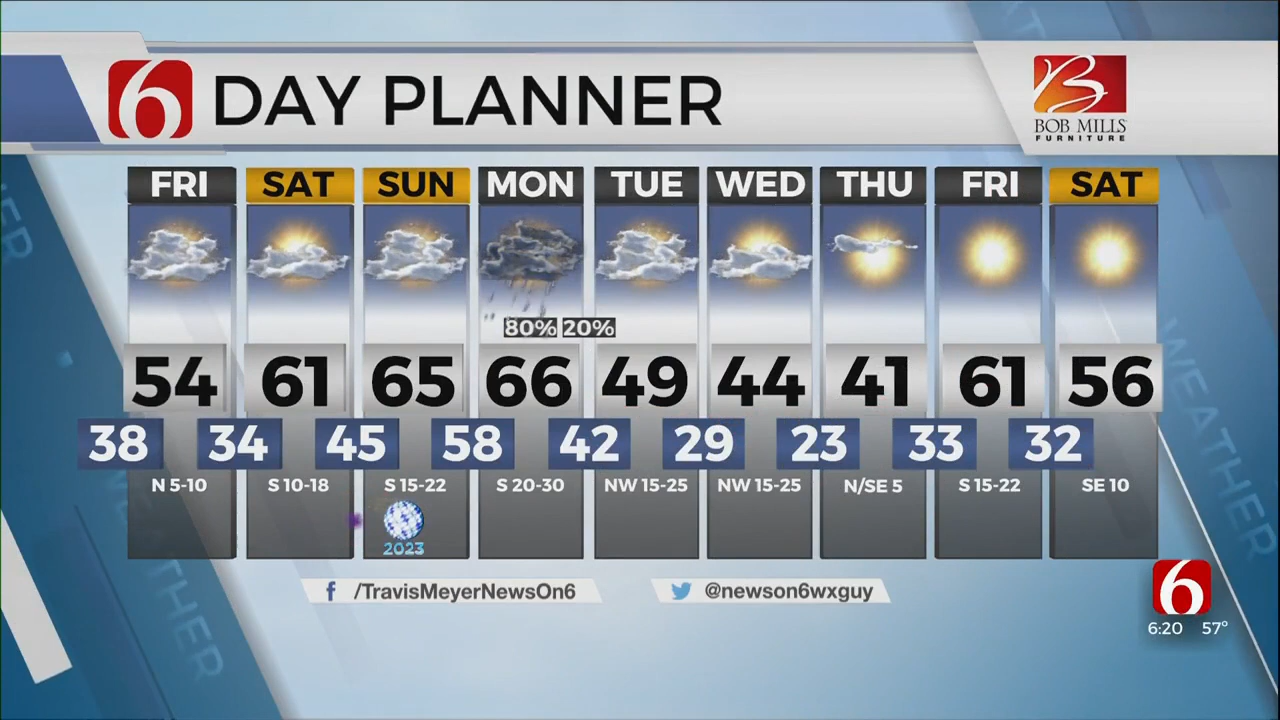 6 DAY PLANNER
B
BOB MILLS
FURNITURE
FRI SAT SUN MON TUE WED THU FRI SAT
80% 20%
54 61 65 66 49 44 41 61 56
38 34 45 58 42 29 23 33 32
N 5-10 S 10-18 S 15-22 S 20-30 NW 15-25 NW 15-25 N/SE 5 S 15-22 SE 10
2023
f /TravisMeyerNewsOn6 @newson6wxguy
6
6:20 57°
WEATHER
WEATHER
WEATHER